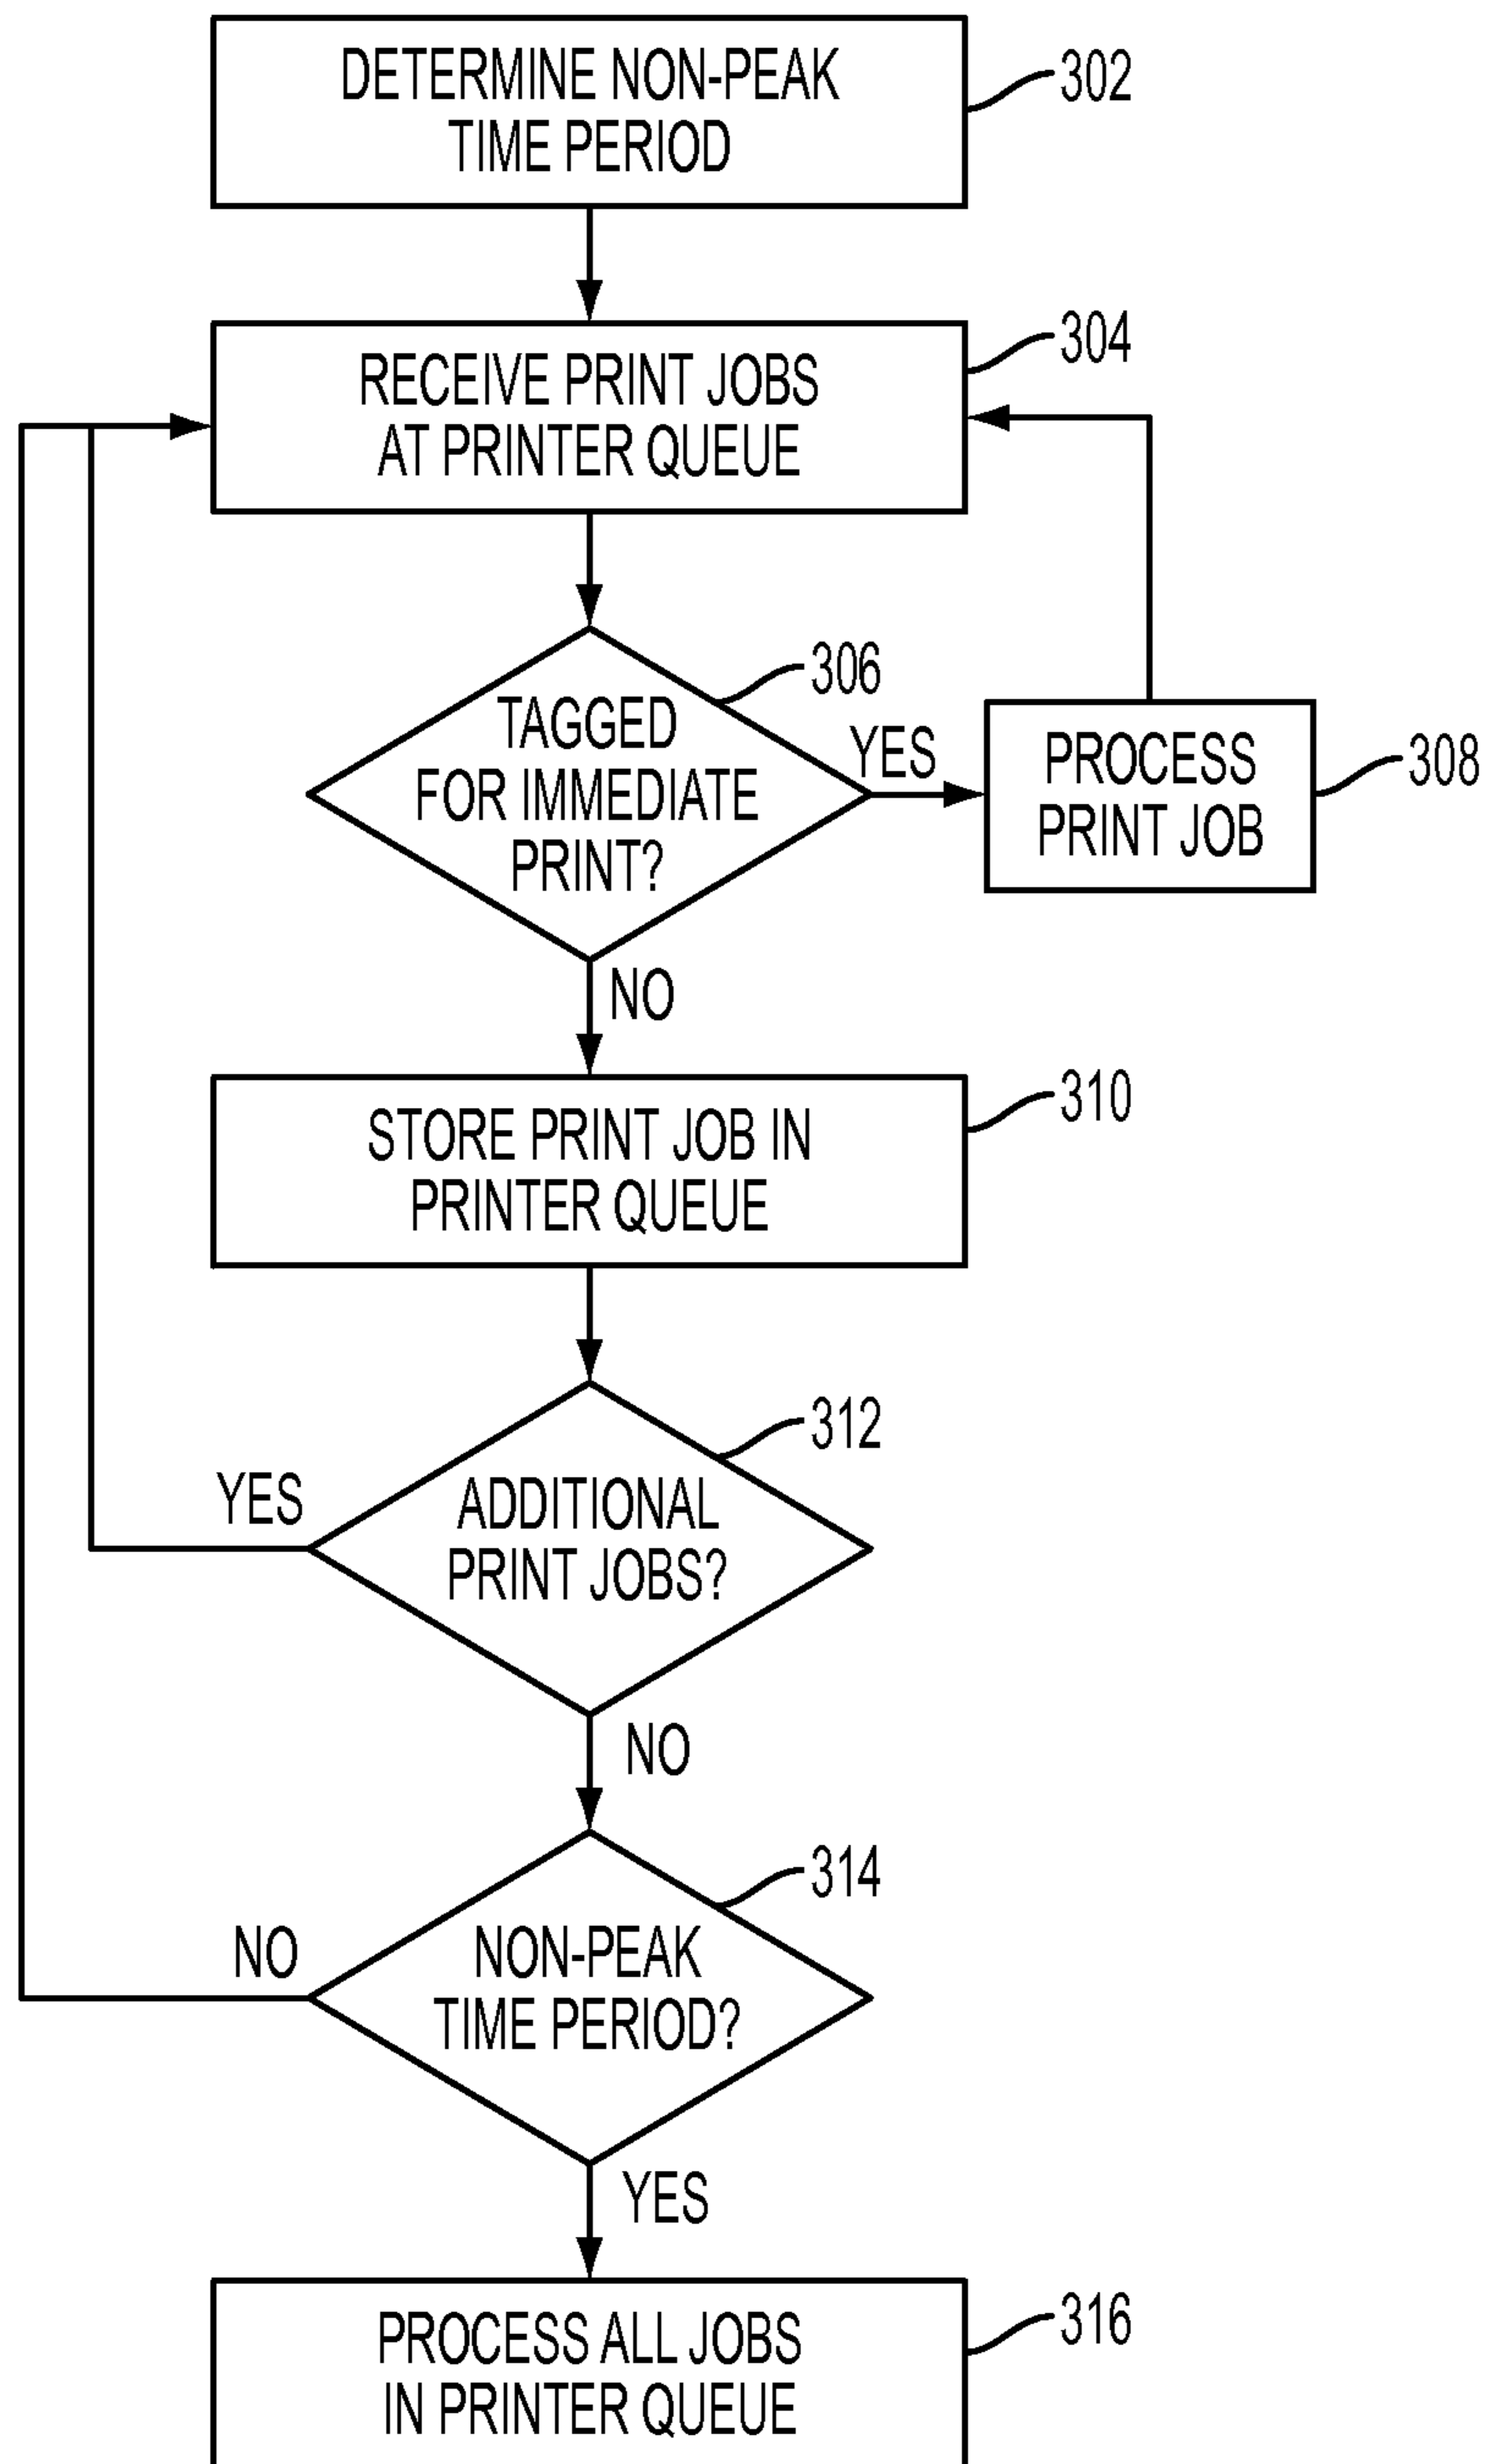 DETERMINE NON-PEAK
TIME PERIOD
302
RECEIVE PRINT JOBS
AT PRINTER QUEUE
304
TAGGED
FOR IMMEDIATE
PRINT?
306
YES
PROCESS
PRINT JOB
308
NO
STORE PRINT JOB IN
PRINTER QUEUE
310
ADDITIONAL
PRINT JOBS?
312
YES
NO
NON-PEAK
TIME PERIOD?
314
NO
YES
PROCESS ALL JOBS
IN PRINTER QUEUE
316